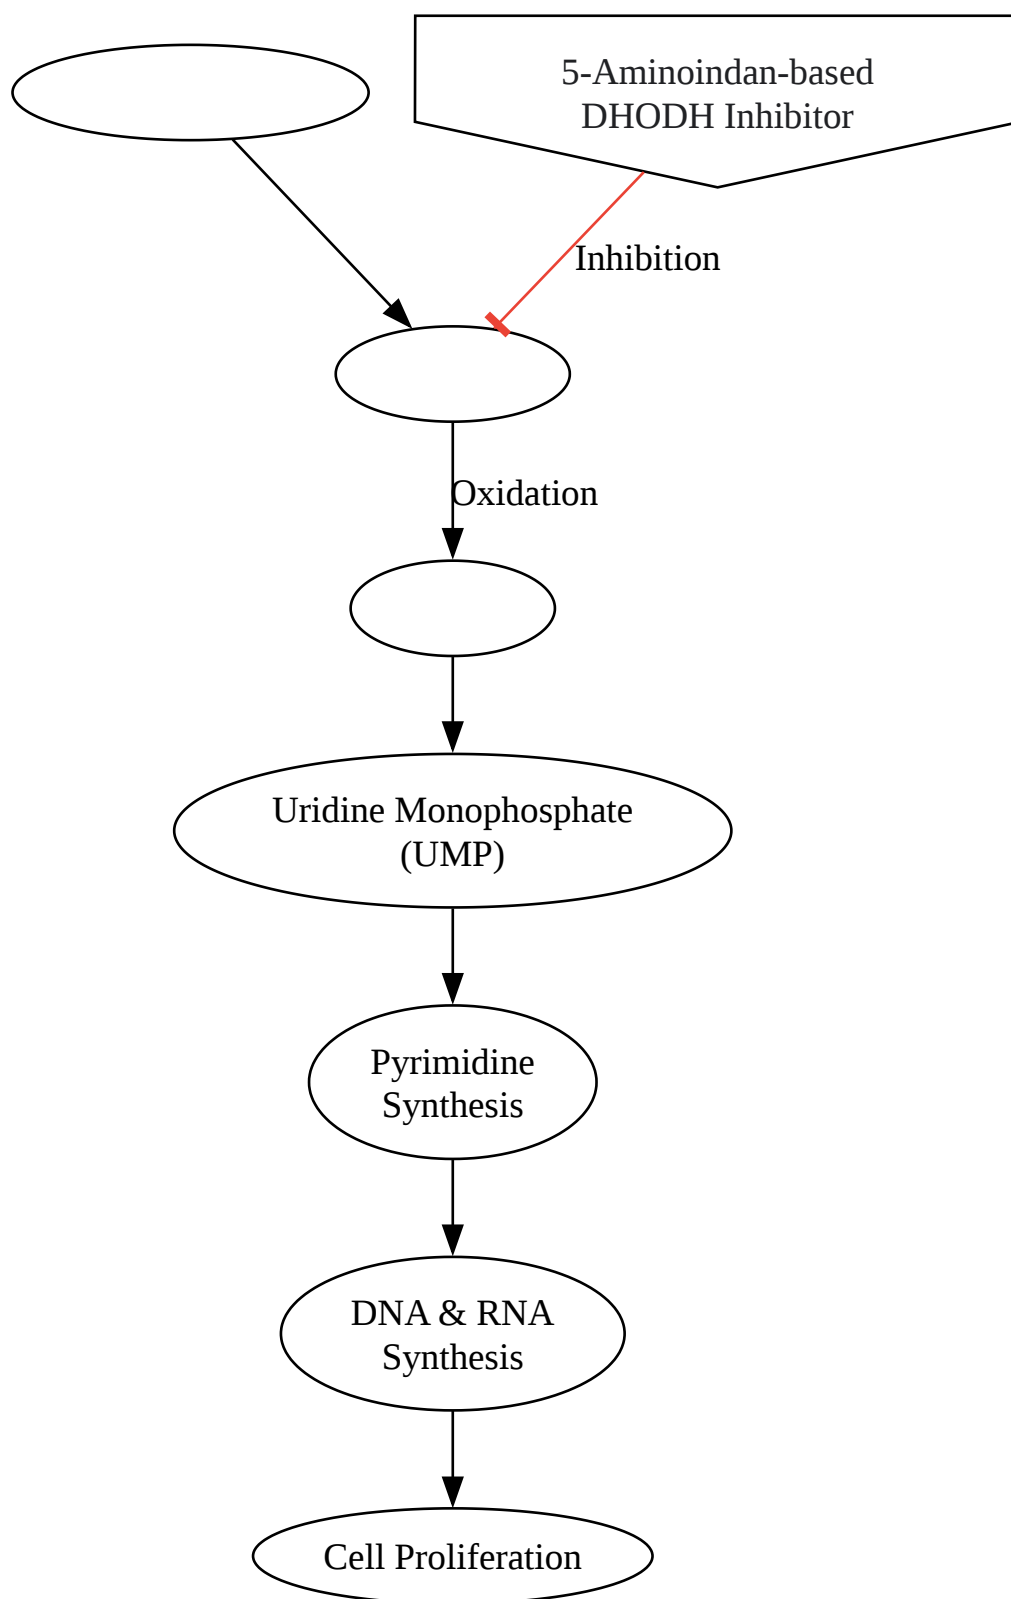 5-Aminoindan-based
DHODH Inhibitor
Inhibition
Oxidation
Uridine Monophosphate
(UMP)
Pyrimidine
Synthesis
DNA & RNA
Synthesis
Cell Proliferation